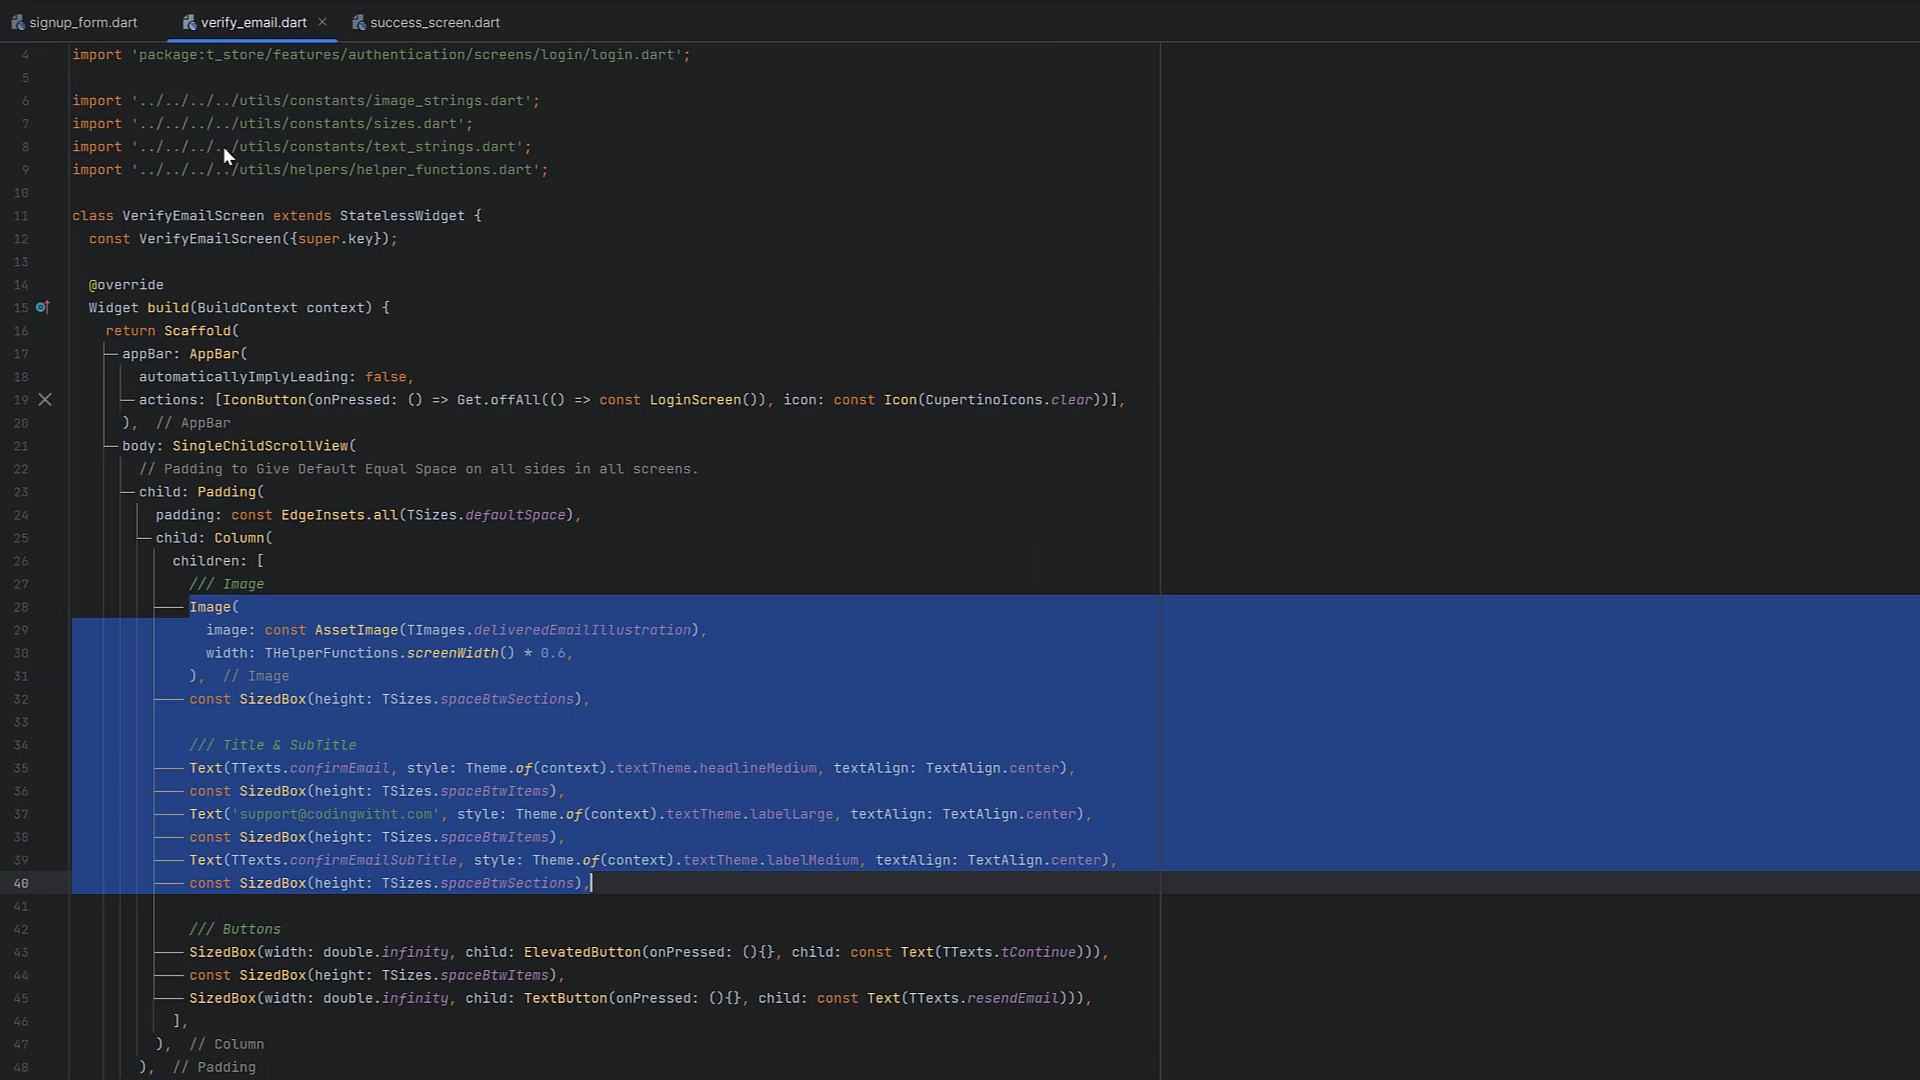 signup_form.dart verify_email.dart × success_screen.dart
4 import 'package:t_store/features/authentication/screens/login/login.dart';
5
6 import '../../../../utils/constants/image_strings.dart';
7 import '../../../../utils/constants/sizes.dart';
8 import '../../../../utils/constants/text_strings.dart';
9 import '../../../../utils/helpers/helper_functions.dart';
10
11 class VerifyEmailScreen extends StatelessWidget {
12 const VerifyEmailScreen({super.key});
13
14 @override
15 Widget build(BuildContext context) {
16 return Scaffold(
17 appBar: AppBar(
18 automaticallyImplyLeading: false,
19 actions: [IconButton(onPressed: () => Get.offAll(() => const LoginScreen()), icon: const Icon(CupertinoIcons.clear))],
20 ), // AppBar
21 body: SingleChildScrollView(
22 // Padding to Give Default Equal Space on all sides in all screens.
23 child: Padding(
24 padding: const EdgeInsets.all(TSizes.defaultSpace),
25 child: Column(
26 children: [
27 /// Image
28 Image(
29 image: const AssetImage(TImages.deliveredEmailIllustration),
30 width: THelperFunctions.screenWidth() * 0.6,
31 ), // Image
32 const SizedBox(height: TSizes.spaceBtwSections),
33
34 /// Title & SubTitle
35 Text(TTexts.confirmEmail, style: Theme.of(context).textTheme.headlineMedium, textAlign: TextAlign.center),
36 const SizedBox(height: TSizes.spaceBtwItems),
37 Text('support@codingwitht.com', style: Theme.of(context).textTheme.labelLarge, textAlign: TextAlign.center),
38 const SizedBox(height: TSizes.spaceBtwItems),
39 Text(TTexts.confirmEmailSubTitle, style: Theme.of(context).textTheme.labelMedium, textAlign: TextAlign.center),
40 const SizedBox(height: TSizes.spaceBtwSections),
41
42 /// Buttons
43 SizedBox(width: double.infinity, child: ElevatedButton(onPressed: (){}, child: const Text(TTexts.tContinue))),
44 const SizedBox(height: TSizes.spaceBtwItems),
45 SizedBox(width: double.infinity, child: TextButton(onPressed: (){}, child: const Text(TTexts.resendEmail))),
46 ],
47 ), // Column
48 ), // Padding